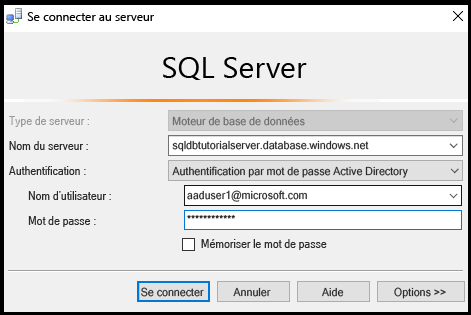 Se connecter au serveur
SQL Server
Type de serveur : Moteur de base de données
Nom du serveur : sqldbtutorialserver.database.windows.net
Authentification : Authentification par mot de passe Active Directory
Nom d'utilisateur : aaduser1@microsoft.com
Mot de passe : ************
Mémoriser le mot de passe
Se connecter Annuler Aide Options >>